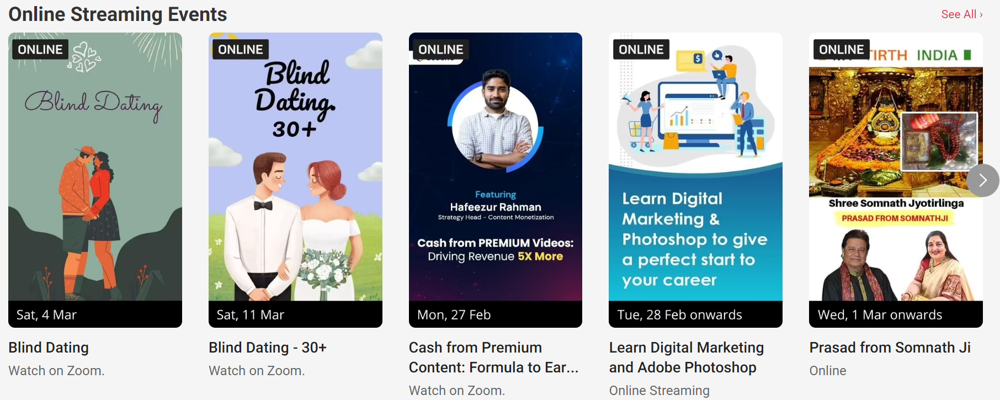 Online Streaming Events
See All ›
ONLINE
Blind Dating
Sat, 4 Mar
Blind Dating
Watch on Zoom.
ONLINE
Blind
Dating.
30+
Sat, 11 Mar
Blind Dating - 30+
Watch on Zoom.
ONLINE
Featuring
Hafeezur Rahman
Strategy Head - Content Monetization
Cash from PREMIUM Videos:
Driving Revenue 5X More
Mon, 27 Feb
Cash from Premium
Content: Formula to Ear...
Watch on Zoom.
ONLINE
$
Learn Digital
Marketing &
Photoshop to give
a perfect start to
your career
Tue, 28 Feb onwards
Learn Digital Marketing
and Adobe Photoshop
Online Streaming
ONLINE
TIRTH INDIA
Shree Somnath Jyotirlinga
PRASAD FROM SOMNATHJI
Wed, 1 Mar onwards
Prasad from Somnath Ji
Online